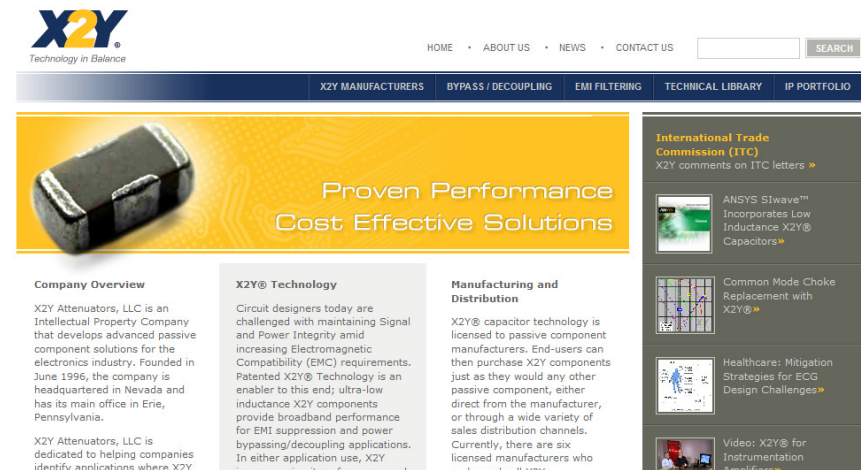 X2Y®
Technology in Balance
HOME • ABOUT US • NEWS • CONTACT US
SEARCH
X2Y MANUFACTURERS BYPASS / DECOUPLING EMI FILTERING TECHNICAL LIBRARY IP PORTFOLIO
Proven Performance
Cost Effective Solutions
Company Overview
X2Y Attenuators, LLC is an
Intellectual Property Company
that develops advanced passive
component solutions for the
electronics industry. Founded in
June 1996, the company is
headquartered in Nevada and
has its main office in Erie,
Pennsylvania.
X2Y Attenuators, LLC is
dedicated to helping companies
identify applications where X2Y
X2Y® Technology
Circuit designers today are
challenged with maintaining Signal
and Power Integrity amid
increasing Electromagnetic
Compatibility (EMC) requirements.
Patented X2Y® Technology is an
enabler to this end; ultra-low
inductance X2Y components
provide broadband performance
for EMI suppression and power
bypassing/decoupling applications.
In either application use, X2Y
Manufacturing and
Distribution
X2Y® capacitor technology is
licensed to passive component
manufacturers. End-users can
then purchase X2Y components
just as they would any other
passive component, either
direct from the manufacturer,
or through a wide variety of
sales distribution channels.
Currently, there are six
licensed manufacturers who
International Trade
Commission (ITC)
X2Y comments on ITC letters »
ANSYS SIwave™
Incorporates Low
Inductance X2Y®
Capacitors»
Common Mode Choke
Replacement with
X2Y®»
Healthcare: Mitigation
Strategies for ECG
Design Challenges»
Video: X2Y® for
Instrumentation
Amplifiers»